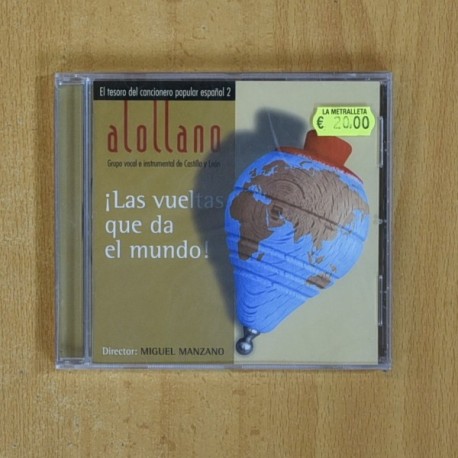 El tesoro del cancionero popular español 2
LA METRALLETA
€ 20.00
alollano
Grupo vocal e instrumental de Castilla y León
¡Las vueltas
que da
el mundo!
Director: MIGUEL MANZANO